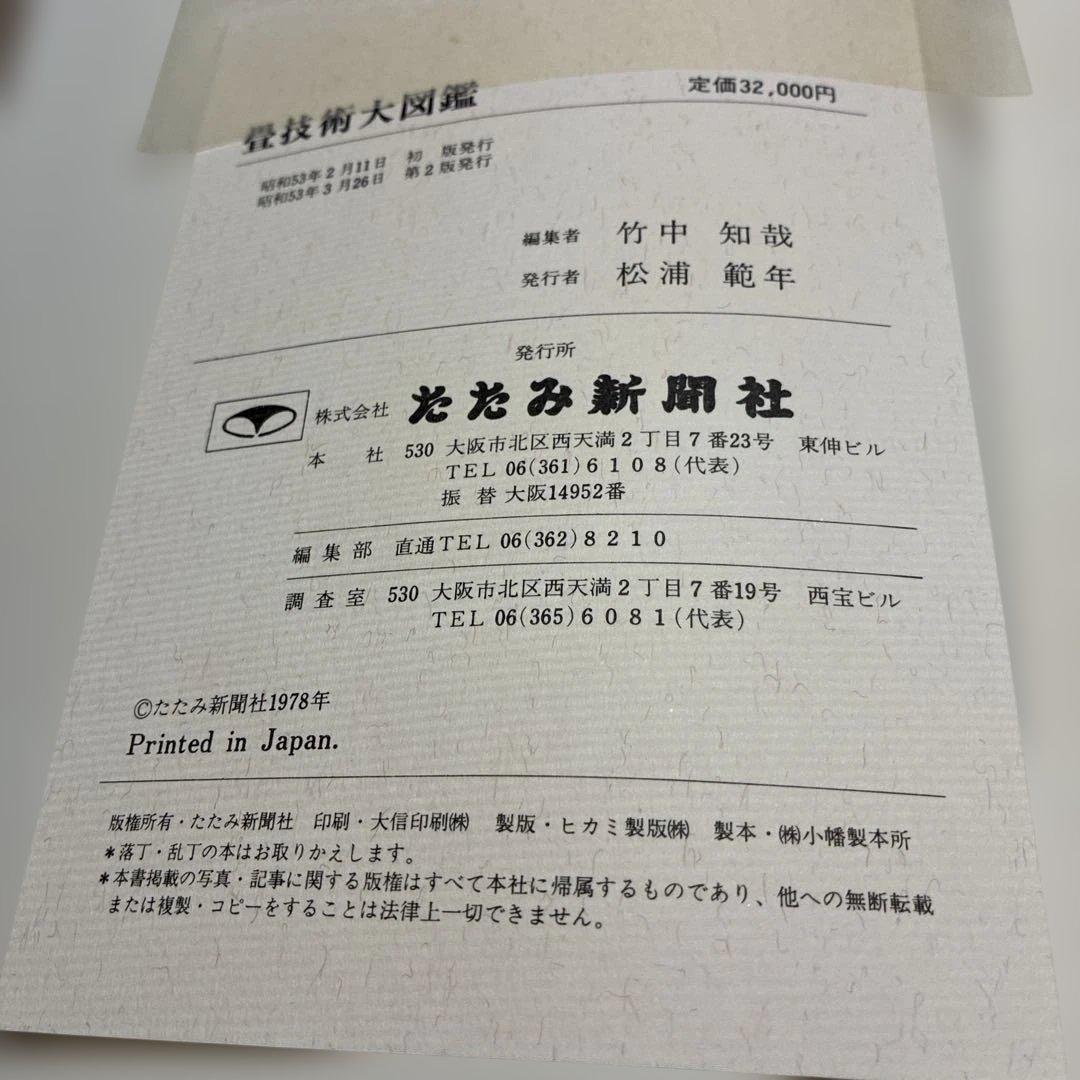 畳技術大図鑑 定価32,000円
昭和53年2月11日 初 版発行
昭和53年3月26日 第2版発行
編集者 竹中 知哉
発行者 松浦 範年
発行所
株式会社 たたみ新聞社
本 社 530 大阪市北区西天満2丁目7番23号 東伸ビル
TEL 06(361)6108(代表)
振替 大阪14952番
編集部 直通TEL 06(362)8210
調査室 530 大阪市北区西天満2丁目7番19号 西宝ビル
TEL 06(365)6081(代表)
©たたみ新聞社1978年
Printed in Japan.
版権所有・たたみ新聞社 印刷・大信印刷㈱ 製版・ヒカミ製版㈱ 製本・㈱小幡製本所
*落丁・乱丁の本はお取りかえします。
*本書掲載の写真・記事に関する版権はすべて本社に帰属するものであり、他への無断転載
または複製・コピーをすることは法律上一切できません。